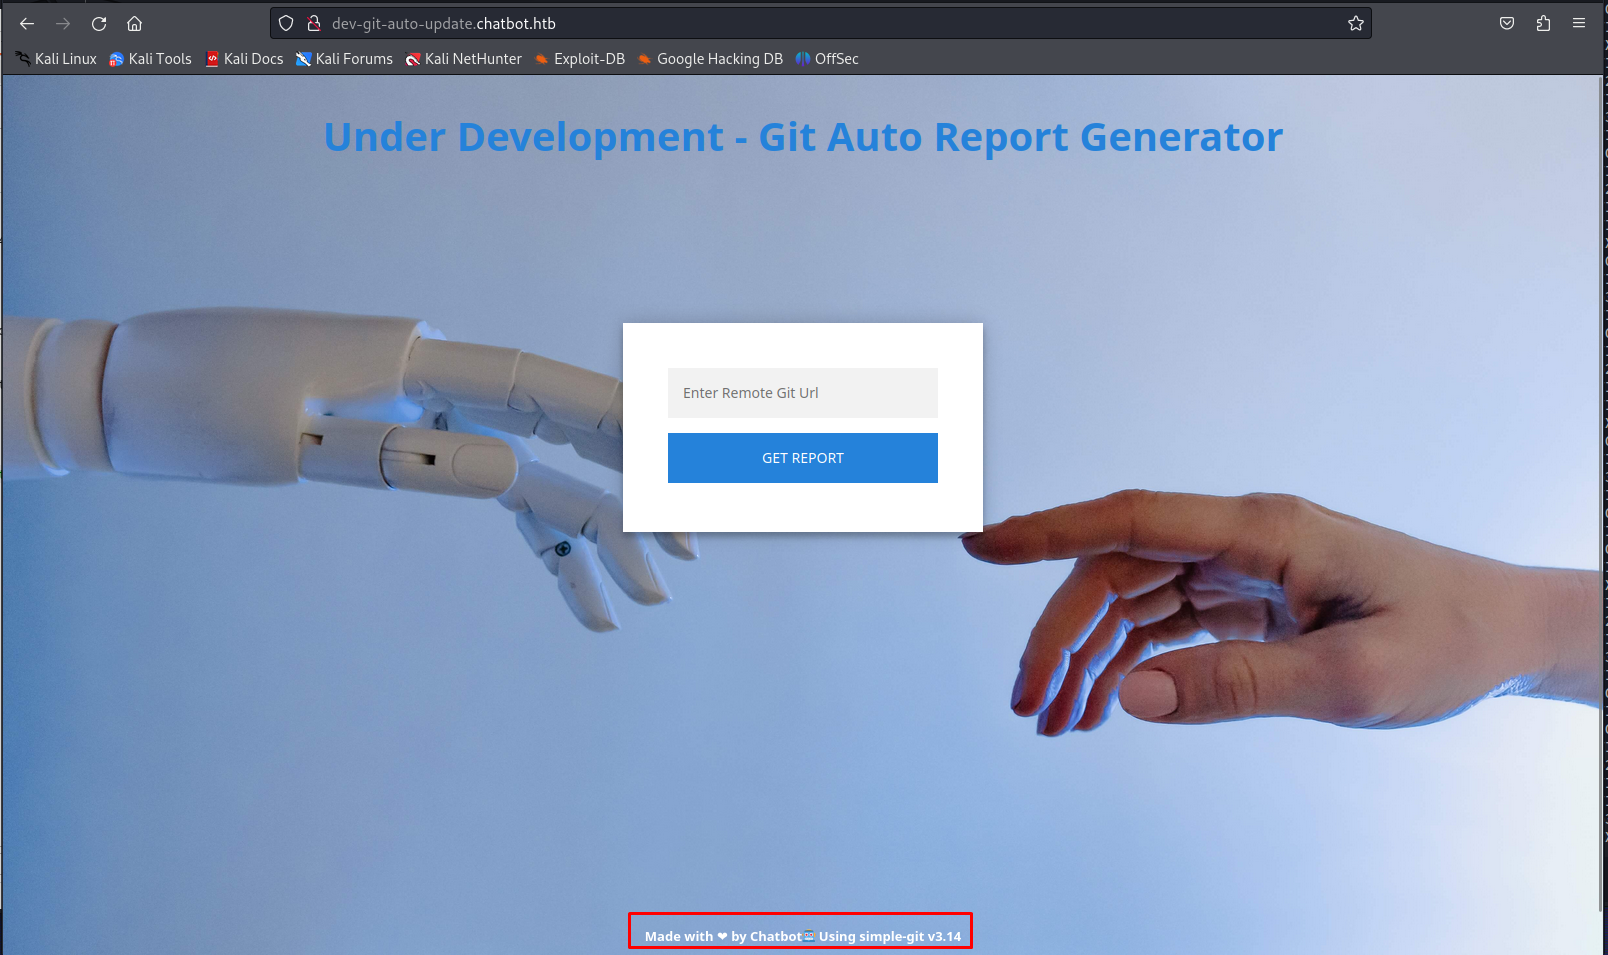 dev-git-auto-update.chatbot.htb
Kali Linux Kali Tools Kali Docs Kali Forums Kali NetHunter Exploit-DB Google Hacking DB OffSec
Under Development - Git Auto Report Generator
Enter Remote Git Url
GET REPORT
Made with ❤ by Chatbot🤖 Using simple-git v3.14